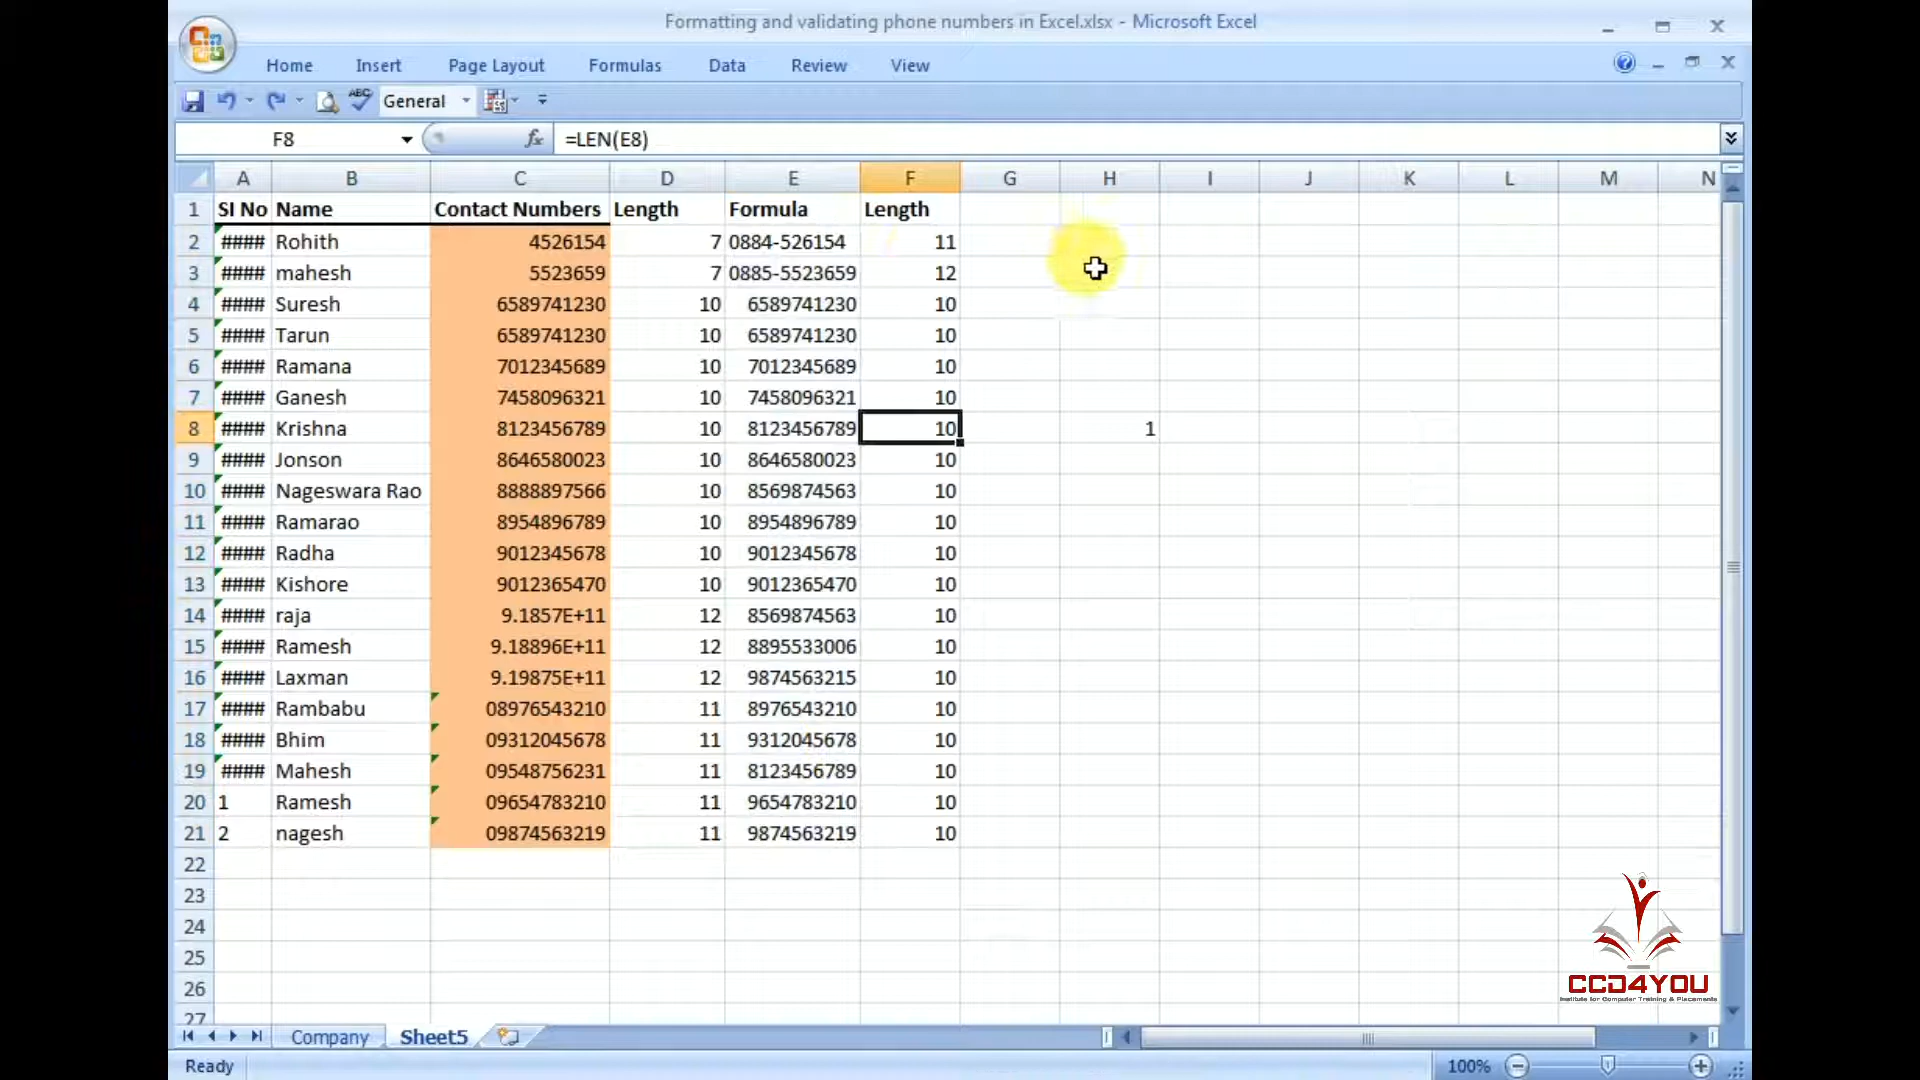 Formatting and validating phone numbers in Excel.xlsx - Microsoft Excel
Home Insert Page Layout Formulas Data Review View
ABC General
F8 fx =LEN(E8)
A B C D E F G H I J K L M N
1 SI No Name Contact Numbers Length Formula Length
2 #### Rohith 4526154 7 0884-526154 11
3 #### mahesh 5523659 7 0885-5523659 12
4 #### Suresh 6589741230 10 6589741230 10
5 #### Tarun 6589741230 10 6589741230 10
6 #### Ramana 7012345689 10 7012345689 10
7 #### Ganesh 7458096321 10 7458096321 10
8 #### Krishna 8123456789 10 8123456789 10 1
9 #### Jonson 8646580023 10 8646580023 10
10 #### Nageswara Rao 8888897566 10 8569874563 10
11 #### Ramarao 8954896789 10 8954896789 10
12 #### Radha 9012345678 10 9012345678 10
13 #### Kishore 9012365470 10 9012365470 10
14 #### raja 9.1857E+11 12 8569874563 10
15 #### Ramesh 9.18896E+11 12 8895533006 10
16 #### Laxman 9.19875E+11 12 9874563215 10
17 #### Rambabu 08976543210 11 8976543210 10
18 #### Bhim 09312045678 11 9312045678 10
19 #### Mahesh 09548756231 11 8123456789 10
20 1 Ramesh 09654783210 11 9654783210 10
21 2 nagesh 09874563219 11 9874563219 10
22
23
24
25
26
27
CCD4YOU
Institute for Computer Training & Placements
Company Sheet5
Ready 100%